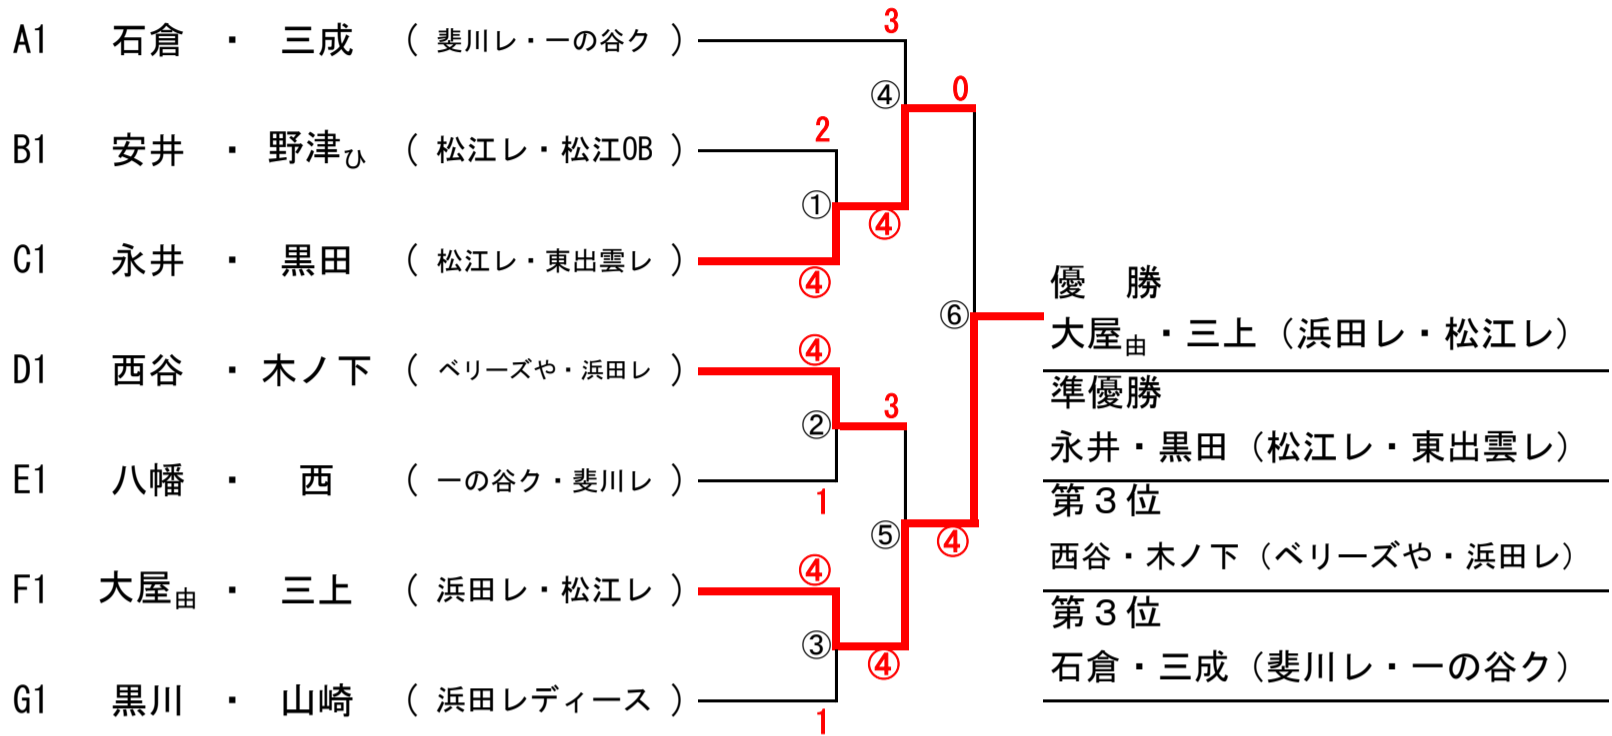 A1 石倉 ・ 三成 （ 斐川レ・一の谷ク ） 3
④ 0
B1 安井 ・ 野津ひ （ 松江レ・松江OB ） 2
① ④
C1 永井 ・ 黒田 （ 松江レ・東出雲レ ） ④
D1 西谷 ・ 木ノ下 （ ベリーズや・浜田レ ） ④
② 3
E1 八幡 ・ 西 （ 一の谷ク・斐川レ ） 1
⑤ ④
F1 大屋由 ・ 三上 （ 浜田レ・松江レ ） ④
③ ④
G1 黒川 ・ 山崎 （ 浜田レディース ） 1
⑥
優　勝
大屋由・三上（浜田レ・松江レ）
準優勝
永井・黒田（松江レ・東出雲レ）
第３位
西谷・木ノ下（ベリーズや・浜田レ）
第３位
石倉・三成（斐川レ・一の谷ク）